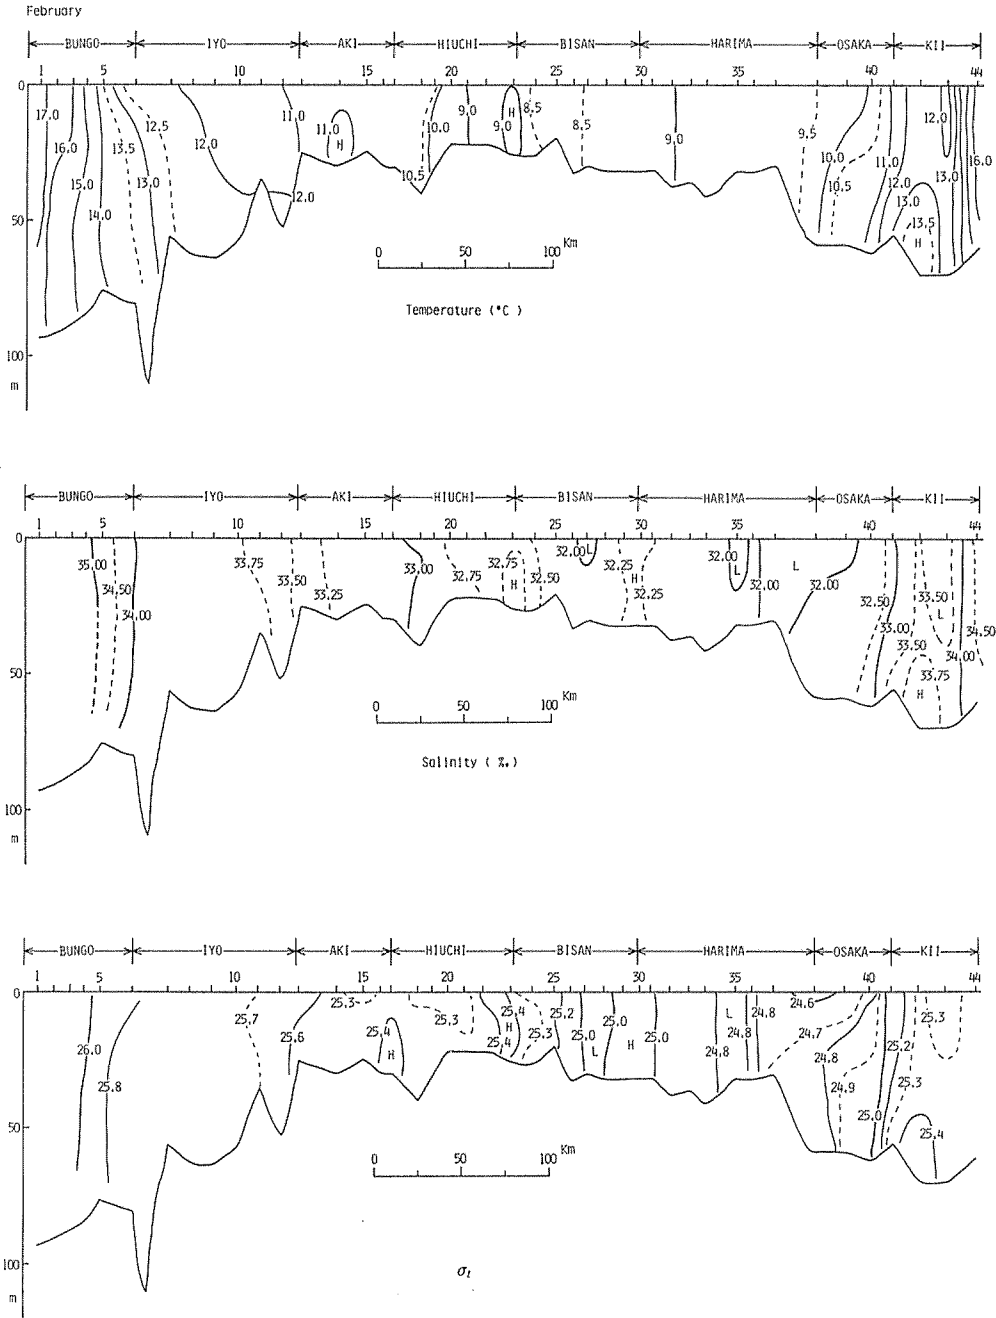 February
BUNGO IYO AKI HIUCHI BISAN HARIMA OSAKA KII
1 5 10 15 20 25 30 35 40 44
0
17.0 12.5 11.0 11.0 10.0 9.0 H 9.0 8.5 8.5 9.0 9.5 12.0
16.0 13.5 12.0 H 10.0 11.0 16.0
15.0 13.0 10.5 10.5 12.0 13.0
14.0 12.0 13.0
50 13.5
H
0 50 100 Km
Temperature (°C)
100
m
BUNGO IYO AKI HIUCHI BISAN HARIMA OSAKA KII
1 5 10 15 20 25 30 35 40 44
0
35.00 33.75 33.00 32.75 32.75 32.00 L 32.25 32.00 L
34.50 33.50 H 32.50 H L 32.00 32.00 33.50
34.00 33.25 32.25 32.50 L
33.00 34.50
33.50 34.00
50 33.75
H
0 50 100 Km
Salinity (‰)
100
m
BUNGO IYO AKI HIUCHI BISAN HARIMA OSAKA KII
1 5 10 15 20 25 30 35 40 44
0
25.3 25.4 25.2 L 24.8 24.6
25.7 25.6 25.4 25.3 H 25.3 25.0 25.0 25.0 24.8 24.7 25.3
26.0 H 25.4 L H 24.8 24.8 25.2
25.8 24.9 25.3
25.0
50 25.4
0 50 100 Km
100
m
σt